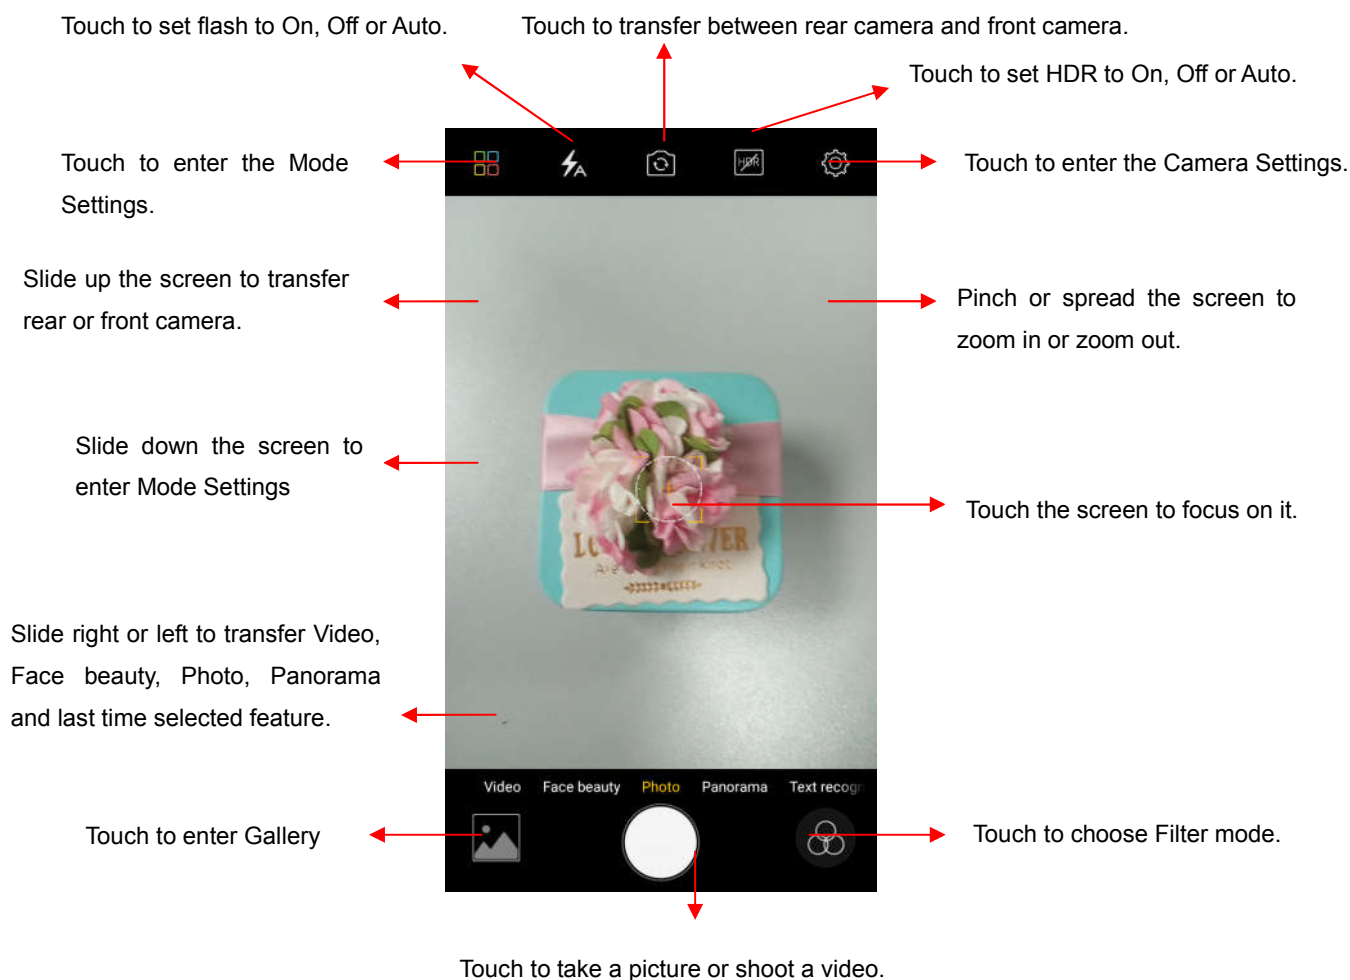 Touch to set flash to On, Off or Auto.
Touch to transfer between rear camera and front camera.
Touch to set HDR to On, Off or Auto.
Touch to enter the Mode
Settings.
A
HDR
Touch to enter the Camera Settings.
Slide up the screen to transfer
rear or front camera.
Pinch or spread the screen to
zoom in or zoom out.
Slide down the screen to
enter Mode Settings
Touch the screen to focus on it.
Slide right or left to transfer Video,
Face beauty, Photo, Panorama
and last time selected feature.
Video Face beauty Photo Panorama Text recogn
Touch to enter Gallery
Touch to choose Filter mode.
Touch to take a picture or shoot a video.